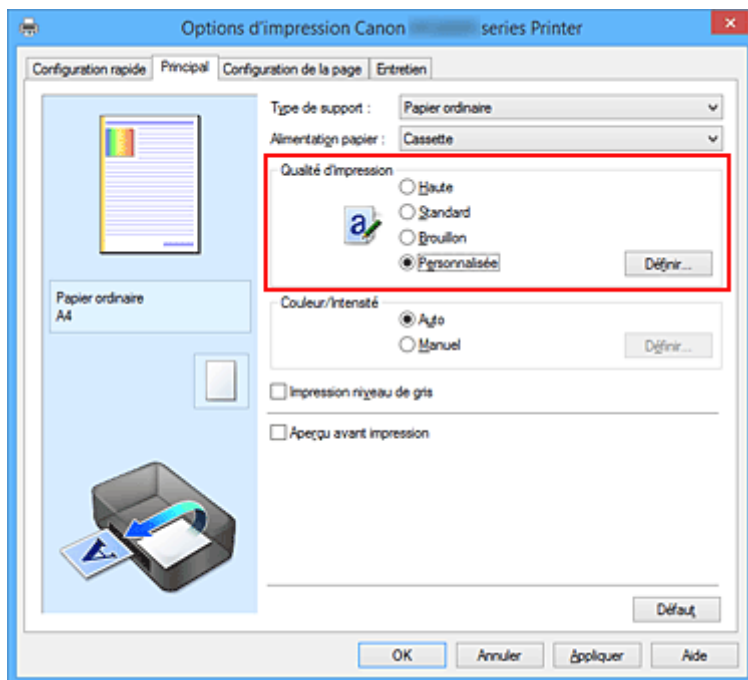 Options d'impression Canon series Printer
Configuration rapide Principal Configuration de la page Entretien
Type de support : Papier ordinaire
Alimentation papier : Cassette
Qualité d'impression
Haute
a Standard
Brouillon
Personnalisée Définir...
Papier ordinaire
A4
Couleur/Intensité
Auto
Manuel Définir...
Impression niveau de gris
Aperçu avant impression
A
Défaut
OK Annuler Appliquer Aide